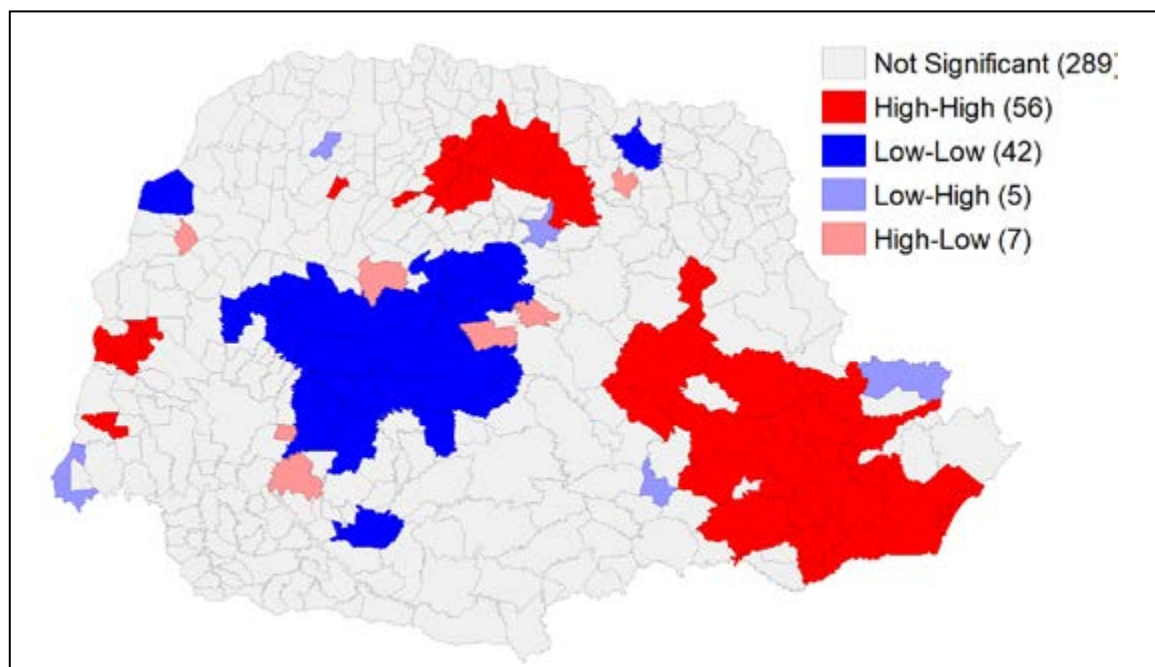 Not Significant (289)
High-High (56)
Low-Low (42)
Low-High (5)
High-Low (7)